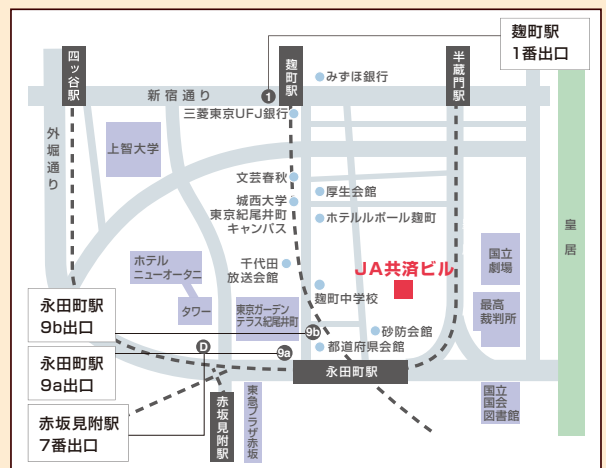 麹町駅
1番出口
四ッ谷駅
麹町駅
半蔵門駅
みずほ銀行
新宿通り
1
三菱東京UFJ銀行
外堀通り
上智大学
文芸春秋
厚生会館
城西大学
東京紀尾井町
キャンパス
ホテルルポール麹町
皇居
千代田
放送会館
ホテル
ニューオータニ
JA共済ビル
国立
劇場
麹町中学校
永田町駅
9b出口
タワー
東京ガーデン
テラス紀尾井町
最高
裁判所
9b
砂防会館
都道府県会館
永田町駅
9a出口
D
9a
永田町駅
赤坂見附駅
7番出口
赤坂見附駅
東急プラザ赤坂
国立
国会
図書館